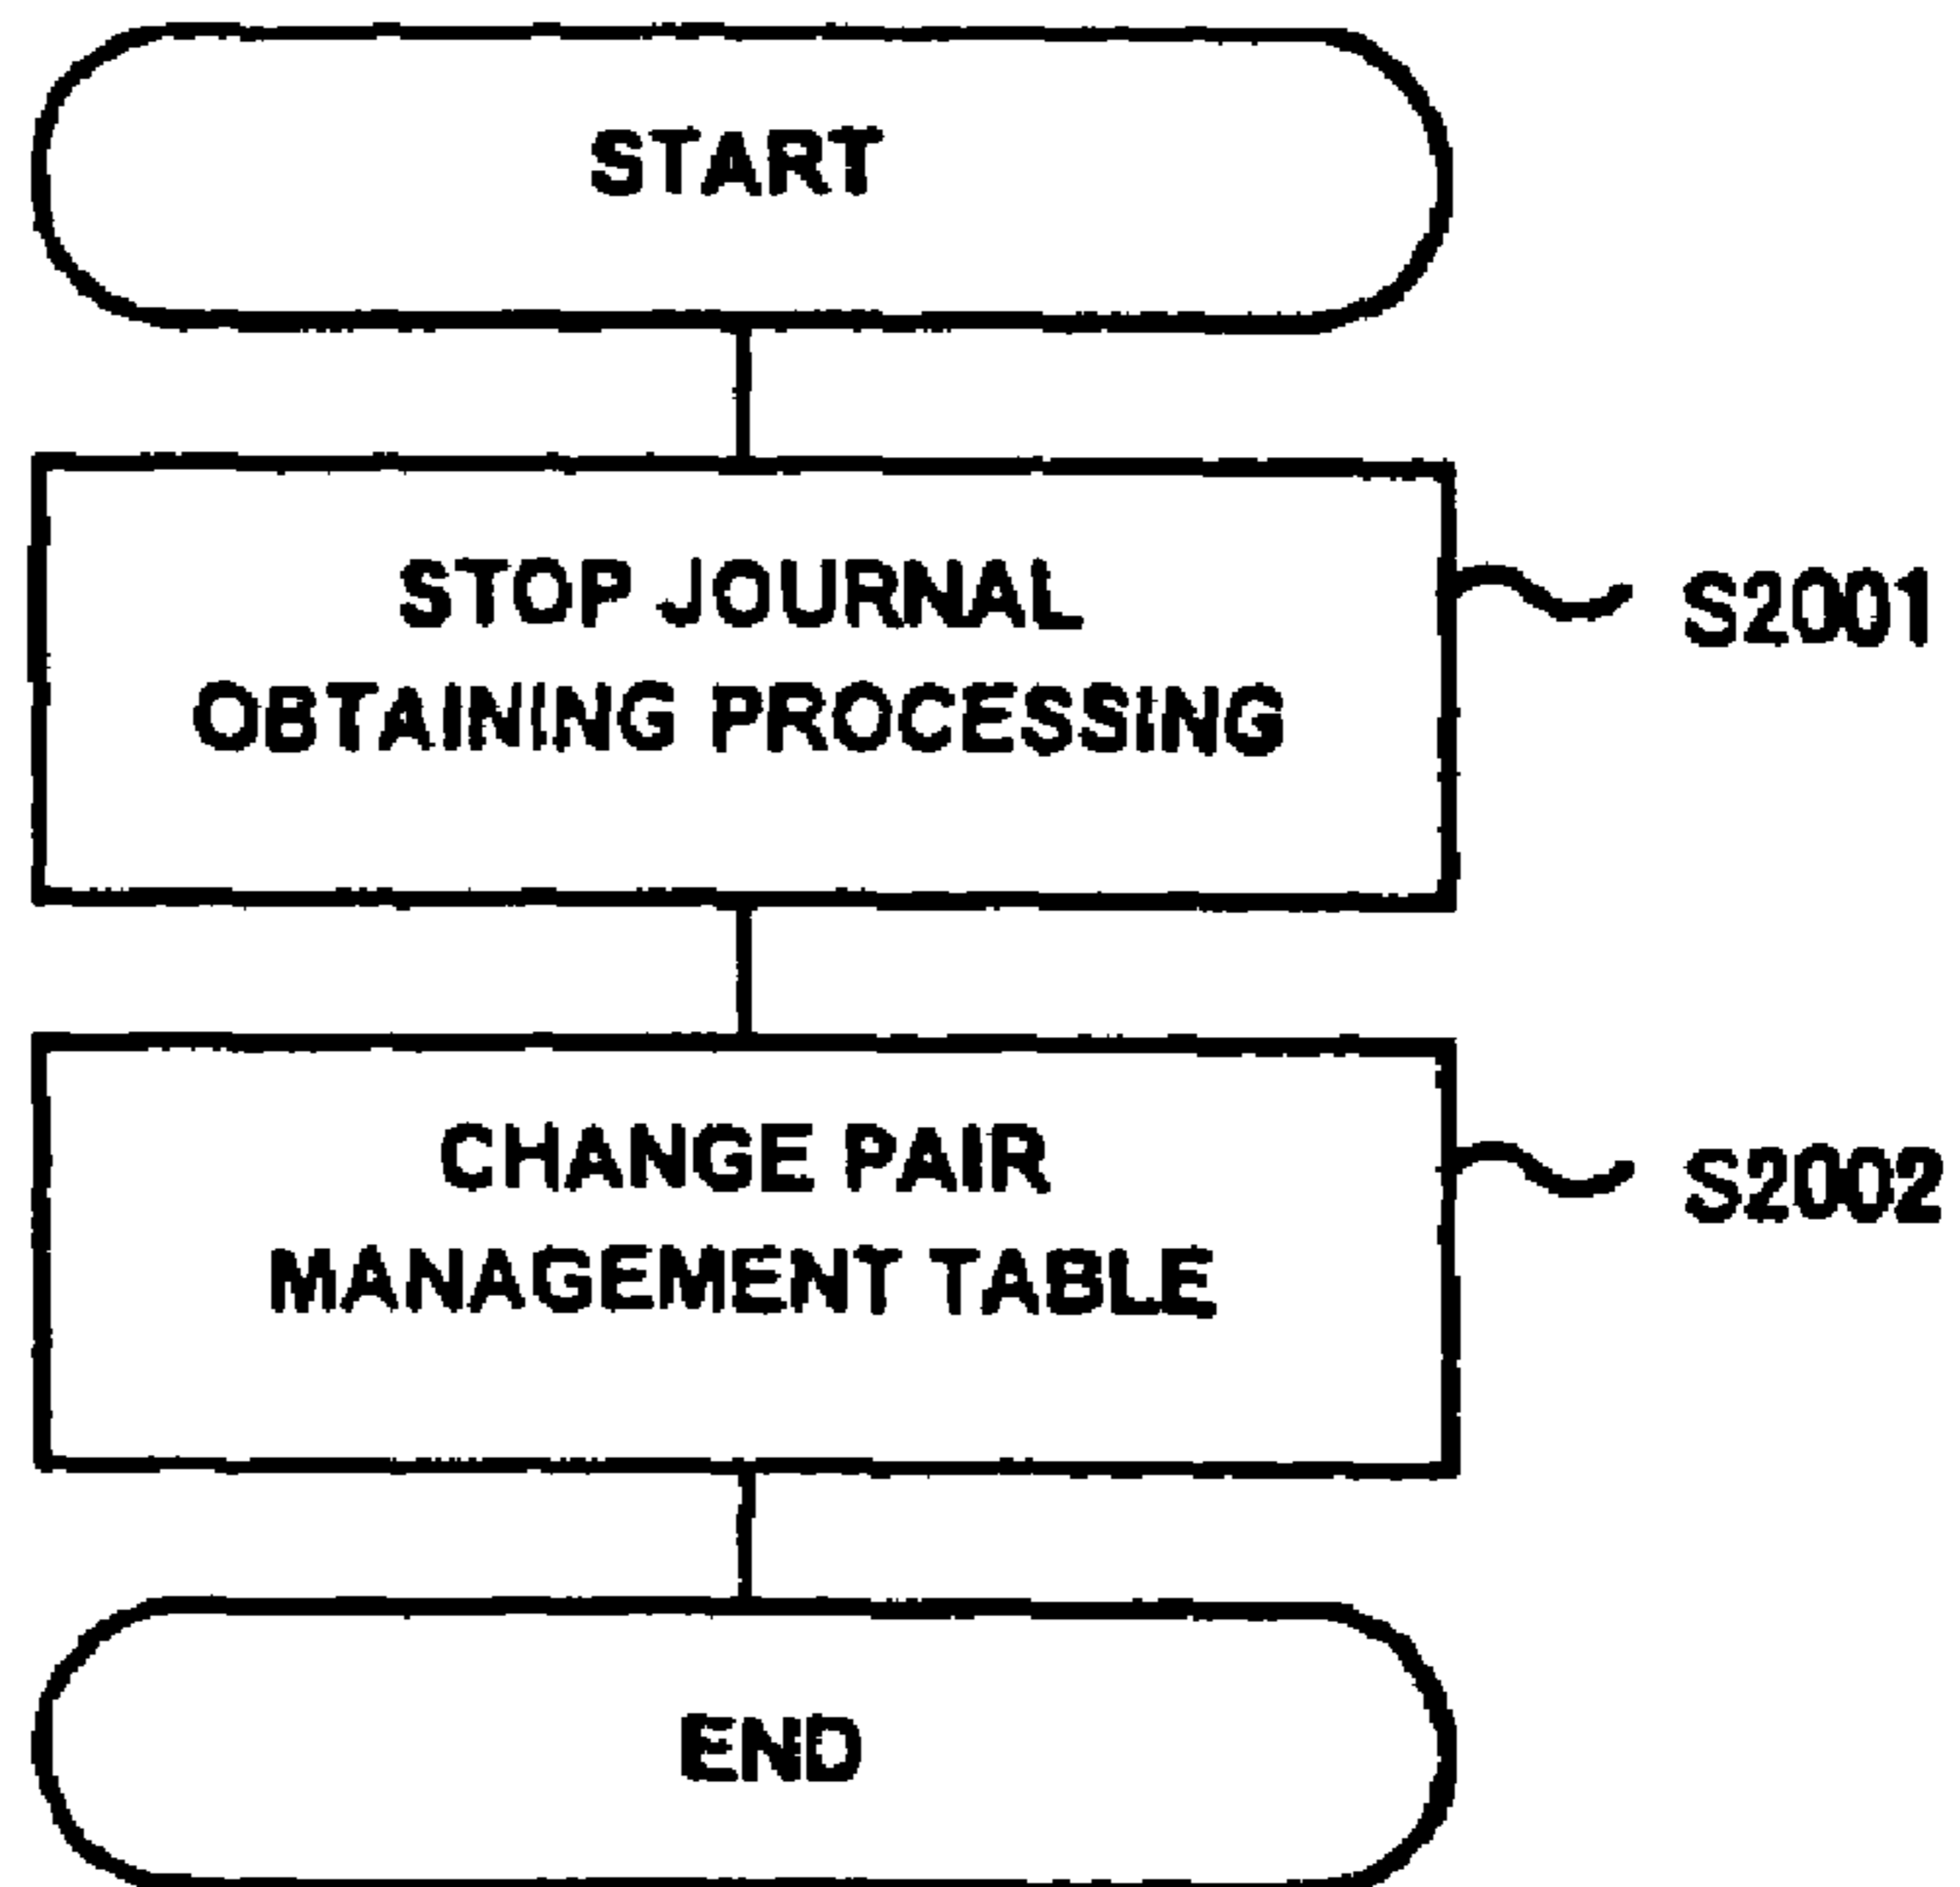 START
STOP JOURNAL
OBTAINING PROCESSING
S2001
CHANGE PAIR
MANAGEMENT TABLE
S2002
END